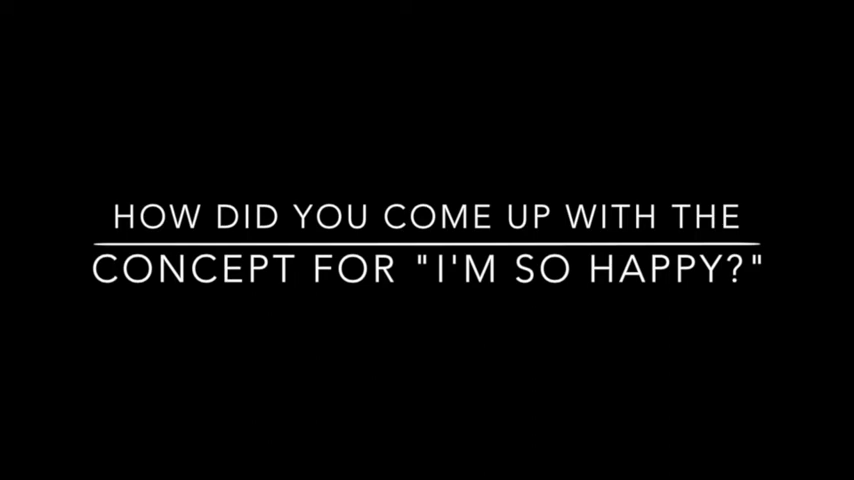 HOW DID YOU COME UP WITH THE
CONCEPT FOR "I'M SO HAPPY?"